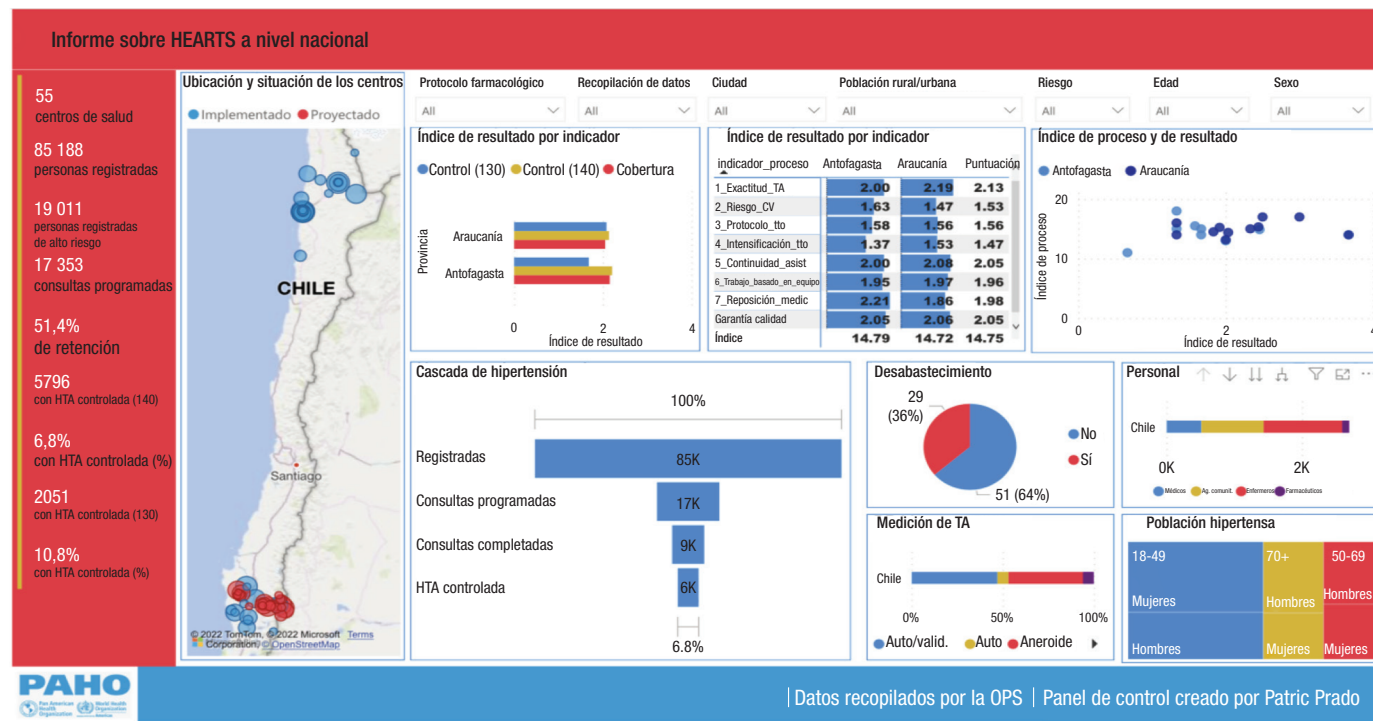 Informe sobre HEARTS a nivel nacional
55
centros de salud
85 188
personas registradas
19 011
personas registradas
de alto riesgo
17 353
consultas programadas
51,4%
de retención
5796
con HTA controlada (140)
6,8%
con HTA controlada (%)
2051
con HTA controlada (130)
10,8%
con HTA controlada (%)
Ubicación y situación de los centros
Implementado Proyectado
CHILE
Santiago
© 2022 TomTom, © 2022 Microsoft Terms
Corporation, © OpenStreetMap
Protocolo farmacológico
All
Recopilación de datos
All
Ciudad
All
Población rural/urbana
All
Riesgo
All
Edad
All
Sexo
All
Índice de resultado por indicador
Control (130) Control (140) Cobertura
Provincia
Araucanía
Antofagasta
0 2 4
Índice de resultado
Índice de resultado por indicador
indicador_proceso Antofagasta Araucanía Puntuación
1_Exactitud_TA 2.00 2.19 2.13
2_Riesgo_CV 1.63 1.47 1.53
3_Protocolo_tto 1.58 1.56 1.56
4_Intensificación_tto 1.37 1.53 1.47
5_Continuidad_asist 2.00 2.08 2.05
6_Trabajo_basado_en_equipo 1.95 1.97 1.96
7_Reposición_medic 2.21 1.86 1.98
Garantía calidad 2.05 2.06 2.05
Índice 14.79 14.72 14.75
Índice de proceso y de resultado
Antofagasta Araucanía
Índice de proceso
20
10
0
0 2 4
Índice de resultado
Cascada de hipertensión
100%
Registradas 85K
Consultas programadas 17K
Consultas completadas 9K
HTA controlada 6K
6.8%
Desabastecimiento
29
(36%)
51 (64%)
No
Sí
Personal
Chile
0K 2K
Médicos Ag. comunit. Enfermeros Farmacéuticos
Medición de TA
Chile
0% 50% 100%
Auto/valid. Auto Aneroide
Población hipertensa
18-49 70+ 50-69
Mujeres Hombres Hombres
Hombres Mujeres Mujeres
PAHO
Pan American
Health
Organization
World Health
Organization
Americas
| Datos recopilados por la OPS | Panel de control creado por Patric Prado